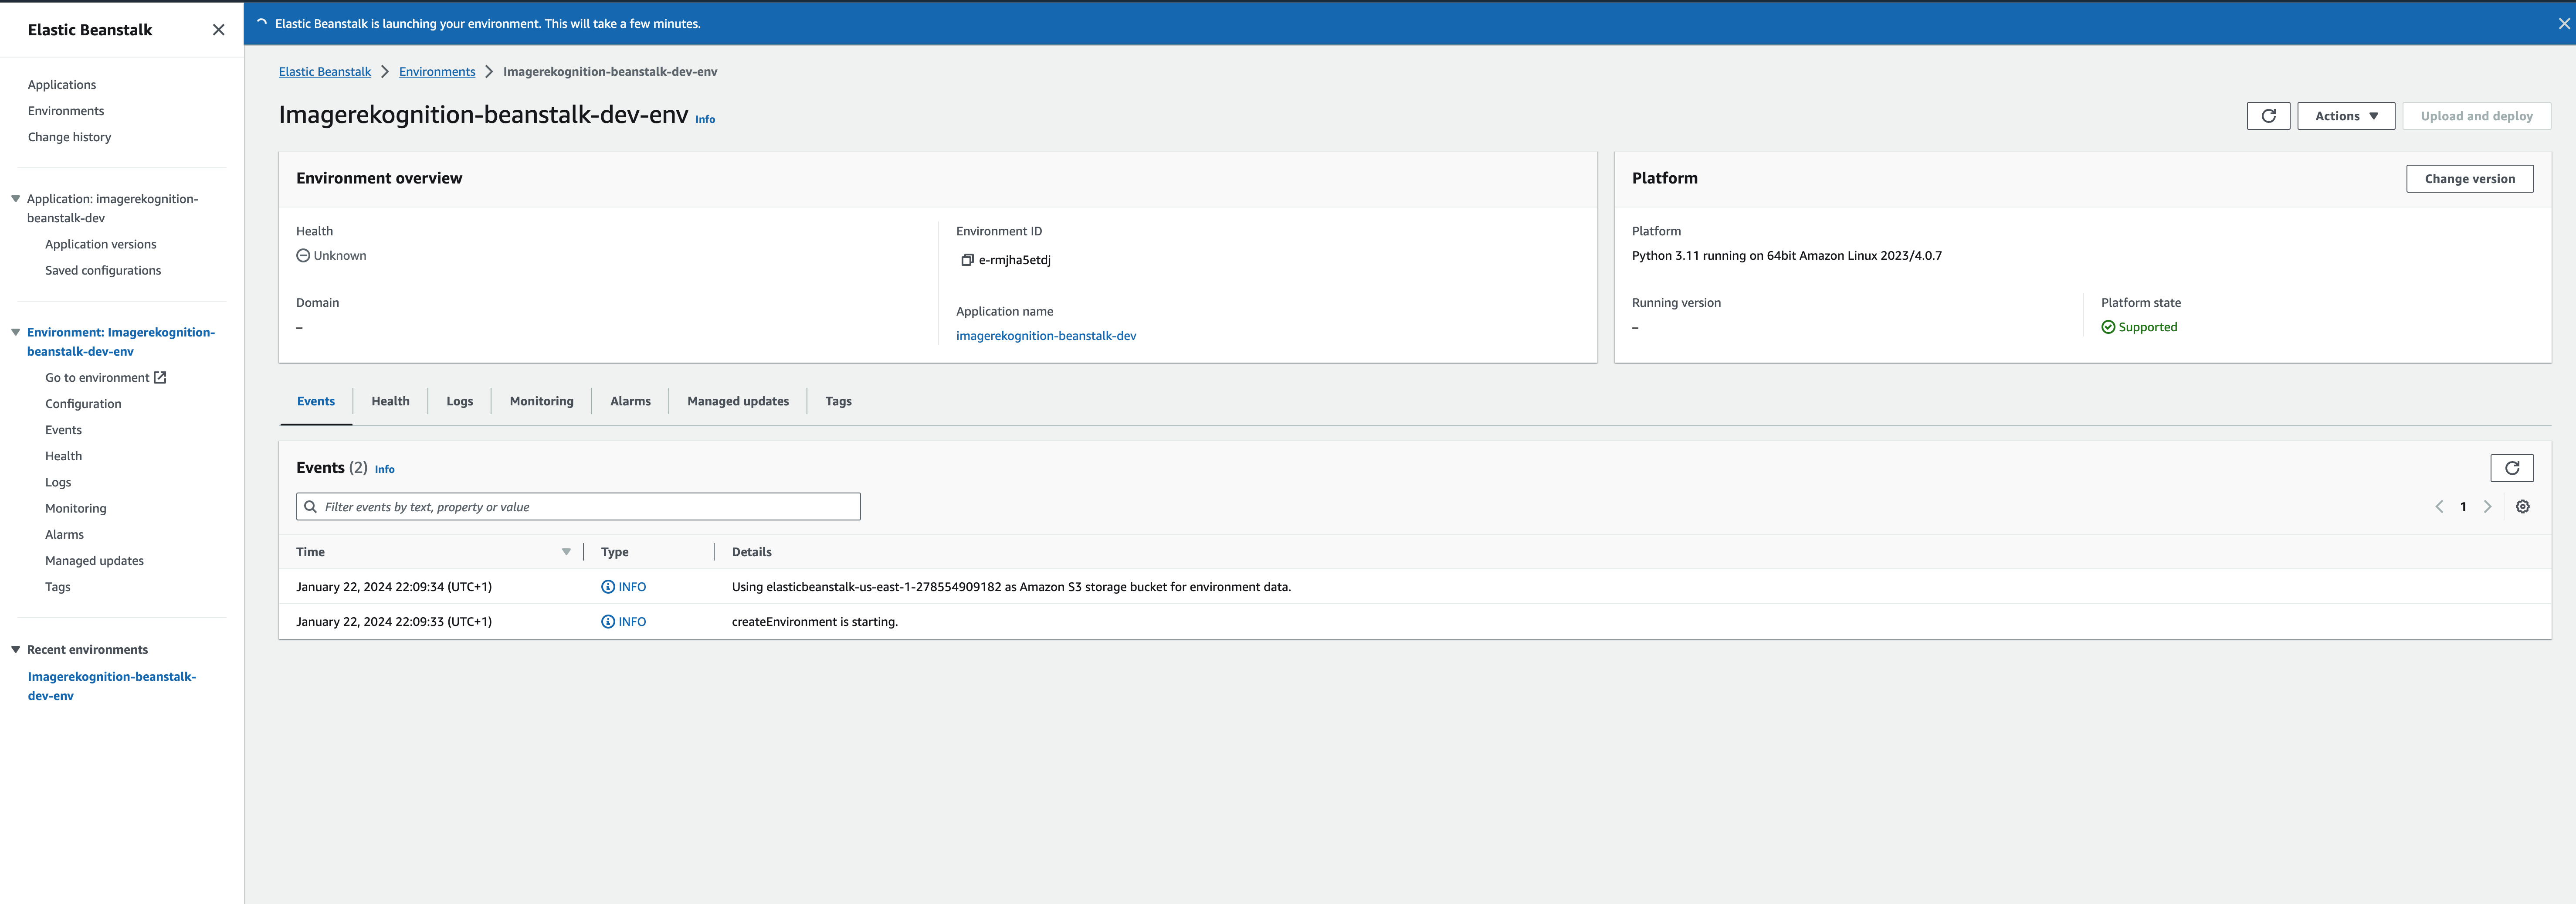 Elastic Beanstalk
Elastic Beanstalk is launching your environment. This will take a few minutes.
Applications
Environments
Change history
Application: imagerekognition-
beanstalk-dev
Application versions
Saved configurations
Environment: Imagerekognition-
beanstalk-dev-env
Go to environment
Configuration
Events
Health
Logs
Monitoring
Alarms
Managed updates
Tags
Recent environments
Imagerekognition-beanstalk-
dev-env
Elastic Beanstalk > Environments > Imagerekognition-beanstalk-dev-env
Imagerekognition-beanstalk-dev-env Info
Actions
Upload and deploy
Environment overview
Health
Unknown
Domain
–
Environment ID
e-rmjha5etdj
Application name
imagerekognition-beanstalk-dev
Platform
Change version
Platform
Python 3.11 running on 64bit Amazon Linux 2023/4.0.7
Running version
–
Platform state
Supported
Events Health Logs Monitoring Alarms Managed updates Tags
Events (2) Info
Filter events by text, property or value
1
Time Type Details
January 22, 2024 22:09:34 (UTC+1) INFO Using elasticbeanstalk-us-east-1-278554909182 as Amazon S3 storage bucket for environment data.
January 22, 2024 22:09:33 (UTC+1) INFO createEnvironment is starting.